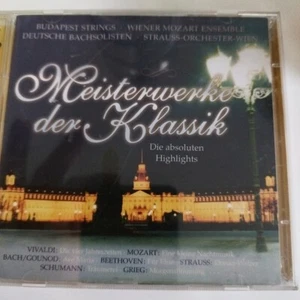 BUDAPEST STRINGS WIENER MOZART ENSEMBLE
DEUTSCHE BACHSOLISTEN STRAUSS-ORCHESTER-WIEN
Meisterwerke
der Klassik
Die absoluten
Highlights
VIVALDI: MOZART:
BACH/GOUNOD: BEETHOVEN: STRAUSS:
SCHUMANN: GRIEG: